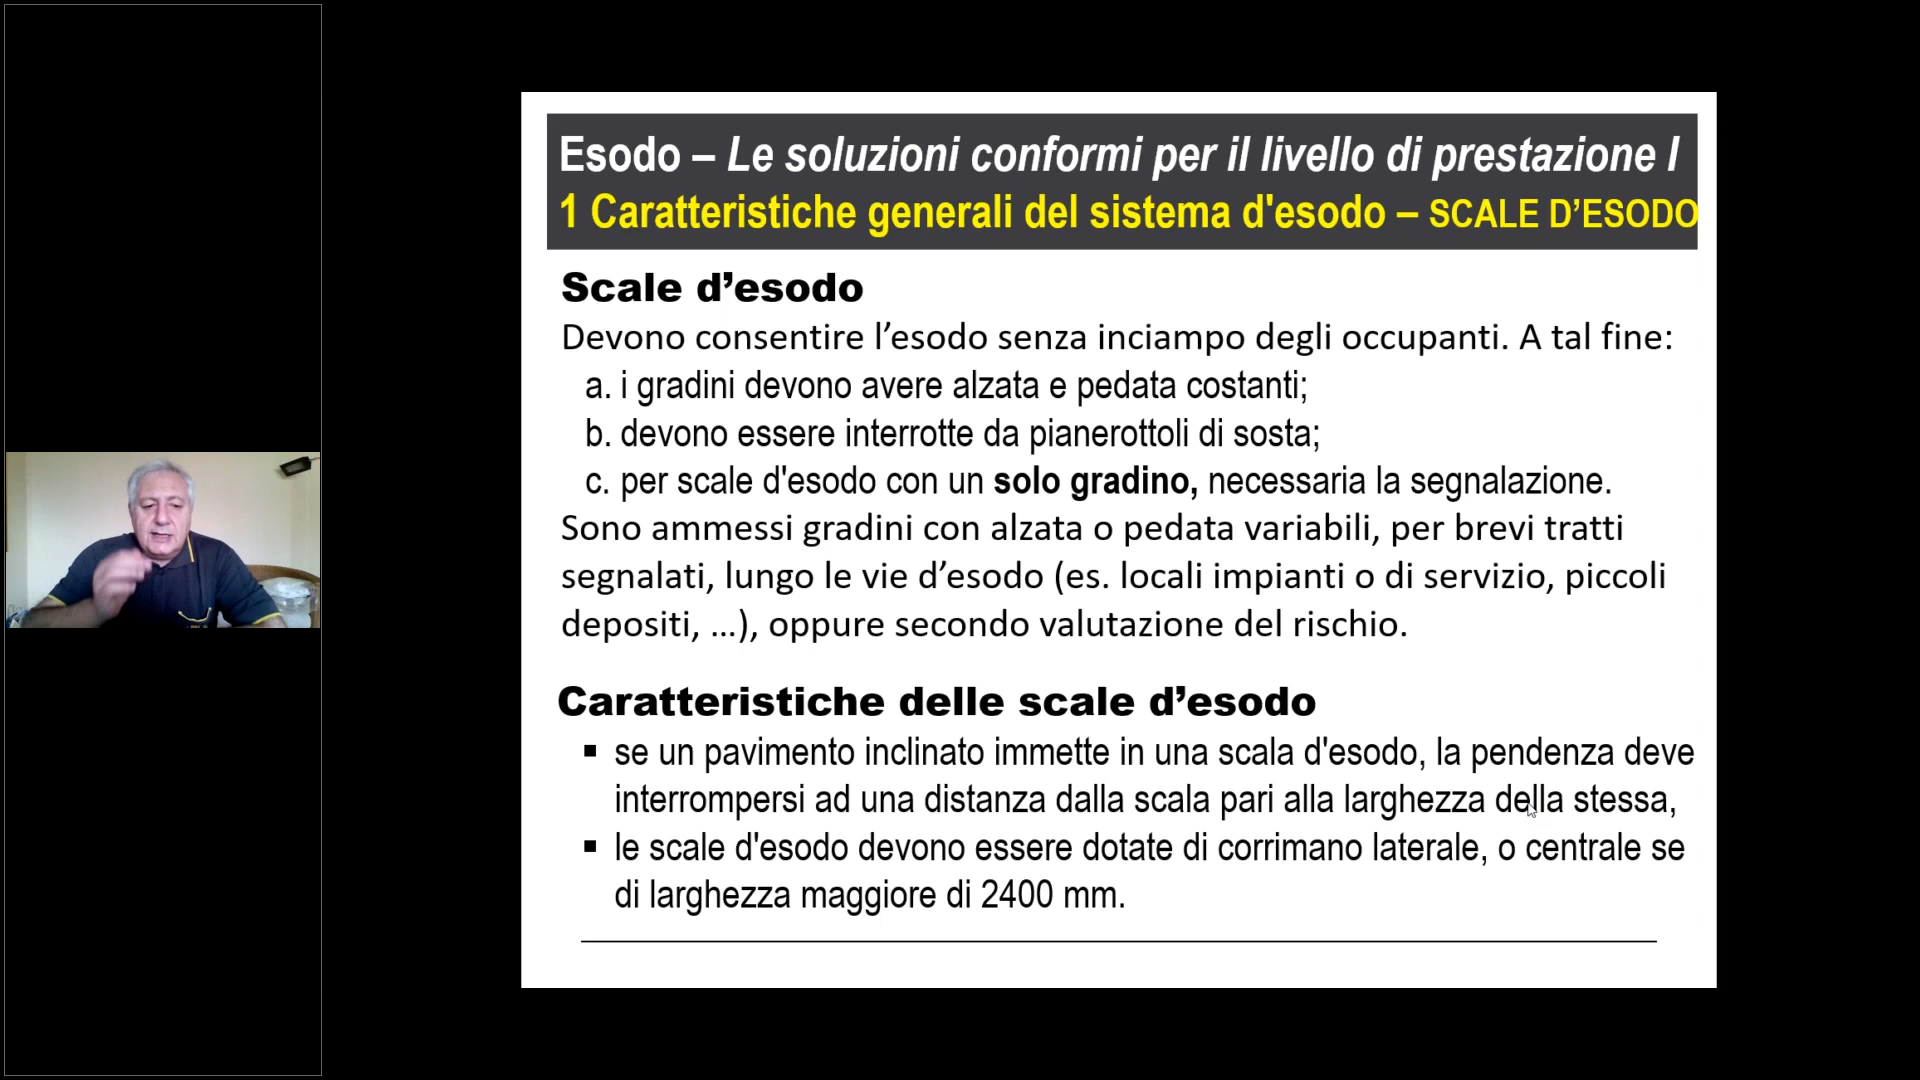 Esodo – Le soluzioni conformi per il livello di prestazione I
1 Caratteristiche generali del sistema d'esodo – SCALE D’ESODO
Scale d’esodo
Devono consentire l’esodo senza inciampo degli occupanti. A tal fine:
a. i gradini devono avere alzata e pedata costanti;
b. devono essere interrotte da pianerottoli di sosta;
c. per scale d'esodo con un solo gradino, necessaria la segnalazione.
Sono ammessi gradini con alzata o pedata variabili, per brevi tratti
segnalati, lungo le vie d’esodo (es. locali impianti o di servizio, piccoli
depositi, …), oppure secondo valutazione del rischio.
Caratteristiche delle scale d’esodo
▪ se un pavimento inclinato immette in una scala d'esodo, la pendenza deve
interrompersi ad una distanza dalla scala pari alla larghezza della stessa,
▪ le scale d'esodo devono essere dotate di corrimano laterale, o centrale se
di larghezza maggiore di 2400 mm.